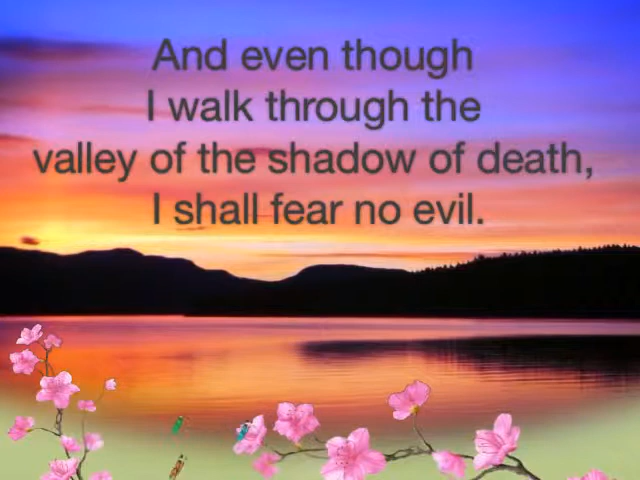 And even though
I walk through the
valley of the shadow of death,
I shall fear no evil.